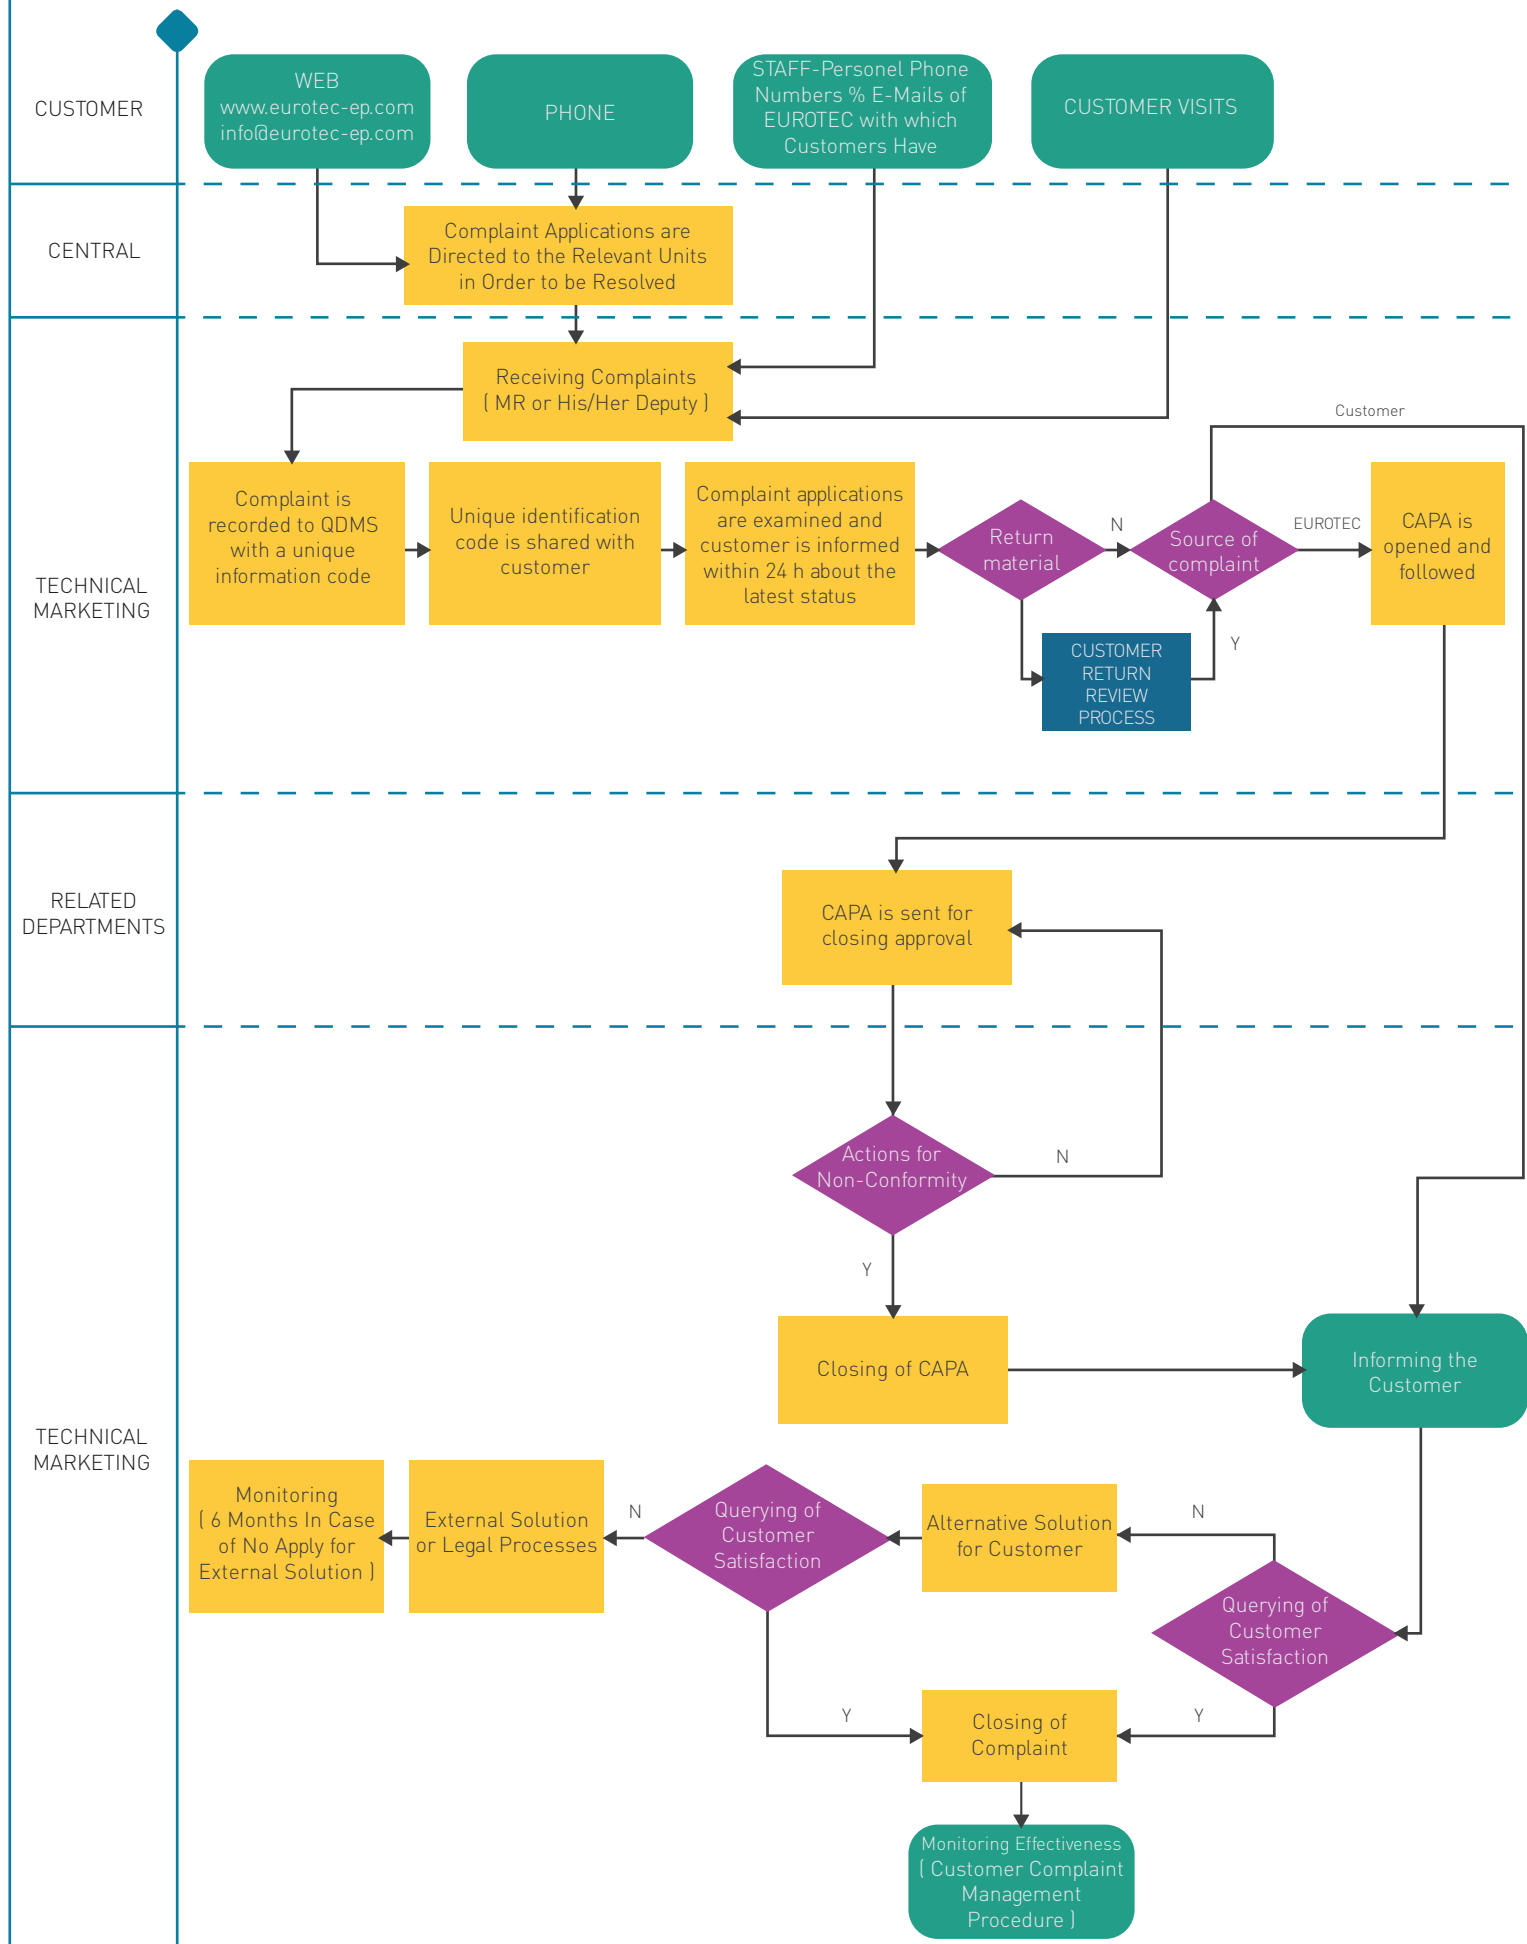 CUSTOMER
WEB
www.eurotec-ep.com
info@eurotec-ep.com
PHONE
STAFF-Personel Phone
Numbers % E-Mails of
EUROTEC with which
Customers Have
CUSTOMER VISITS
CENTRAL
Complaint Applications are
Directed to the Relevant Units
in Order to be Resolved
TECHNICAL
MARKETING
Receiving Complaints
( MR or His/Her Deputy )
Customer
Complaint is
recorded to QDMS
with a unique
information code
Unique identification
code is shared with
customer
Complaint applications
are examined and
customer is informed
within 24 h about the
latest status
Return
material
N
Source of
complaint
EUROTEC
CAPA is
opened and
followed
CUSTOMER
RETURN
REVIEW
PROCESS
Y
RELATED
DEPARTMENTS
CAPA is sent for
closing approval
TECHNICAL
MARKETING
Actions for
Non-Conformity
N
Y
Closing of CAPA
Informing the
Customer
Monitoring
( 6 Months In Case
of No Apply for
External Solution )
External Solution
or Legal Processes
N
Querying of
Customer
Satisfaction
Alternative Solution
for Customer
N
Querying of
Customer
Satisfaction
Y
Closing of
Complaint
Y
Monitoring Effectiveness
( Customer Complaint
Management
Procedure )